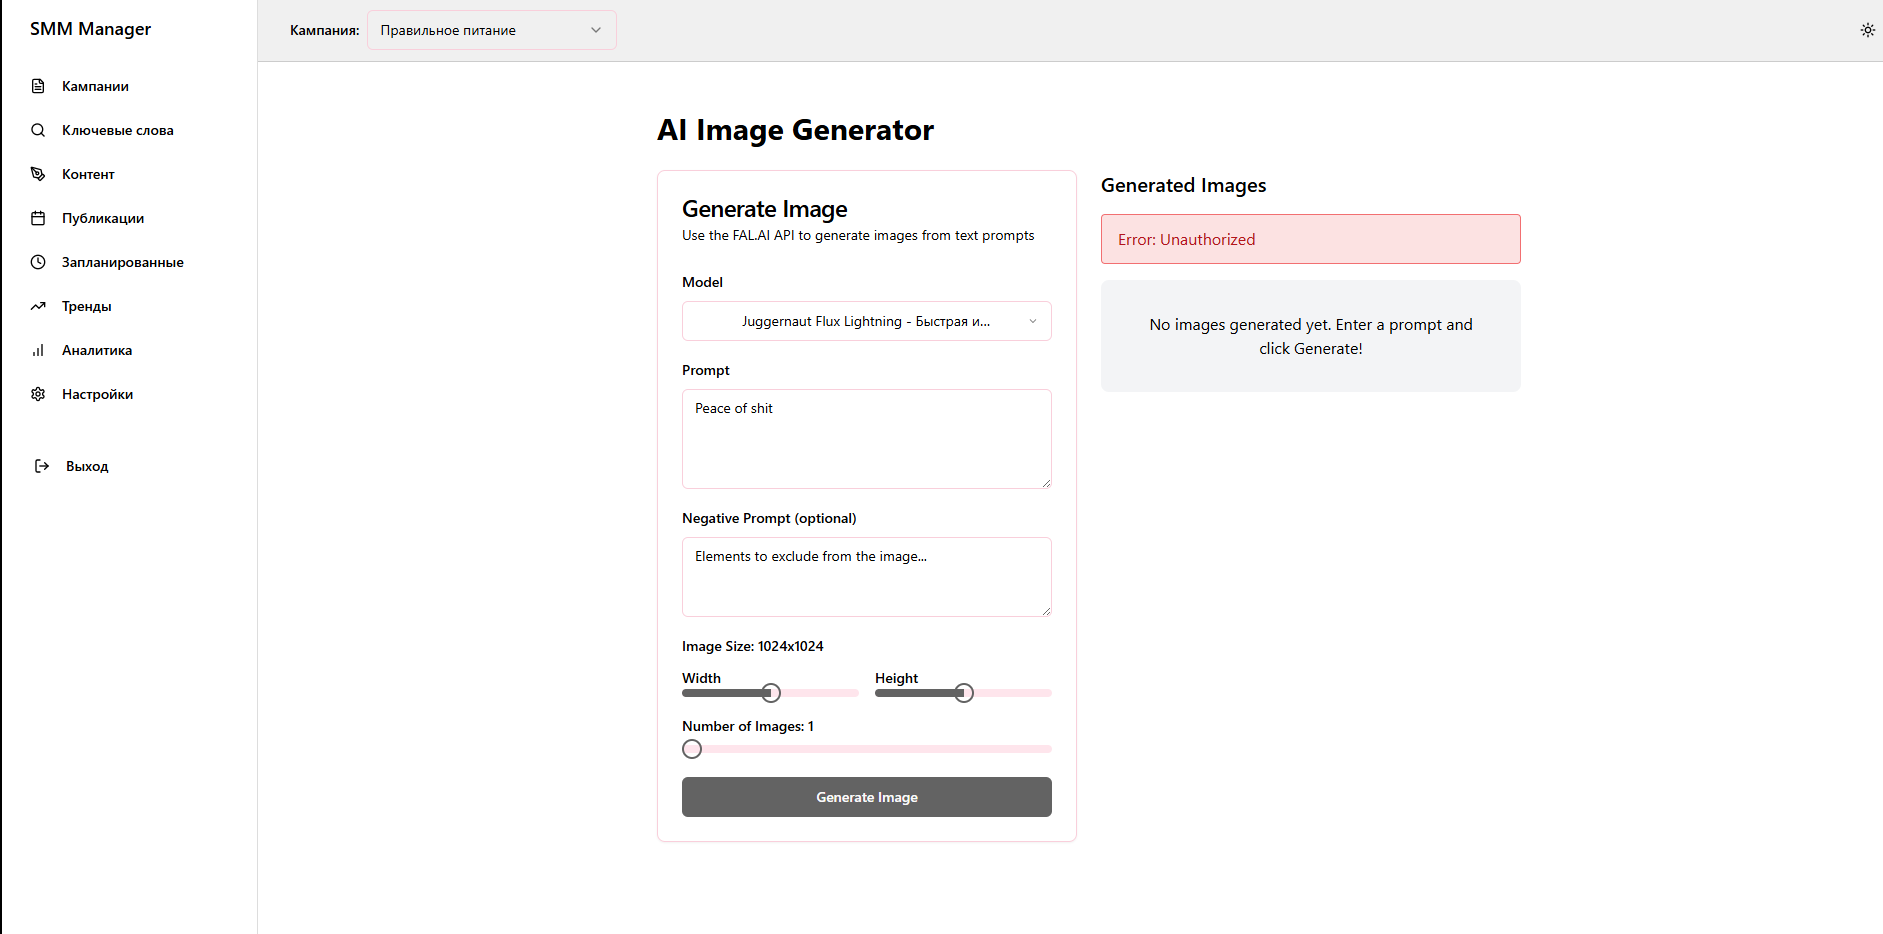 SMM Manager
Кампании
Ключевые слова
Контент
Публикации
Запланированные
Тренды
Аналитика
Настройки
Выход
Кампания:
Правильное питание
AI Image Generator
Generate Image
Use the FAL.AI API to generate images from text prompts
Model
Juggernaut Flux Lightning - Быстрая и...
Prompt
Peace of shit
Negative Prompt (optional)
Elements to exclude from the image...
Image Size: 1024x1024
Width
Height
Number of Images: 1
Generate Image
Generated Images
Error: Unauthorized
No images generated yet. Enter a prompt and
click Generate!